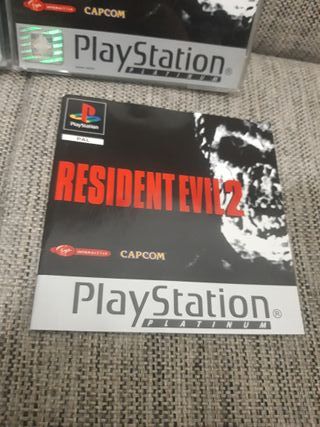 Virgin INTERACTIVE CAPCOM
PlayStation®
PLATINUM
PlayStation
PAL
RESIDENT EVIL 2
Virgin INTERACTIVE CAPCOM
PlayStation®
PLATINUM